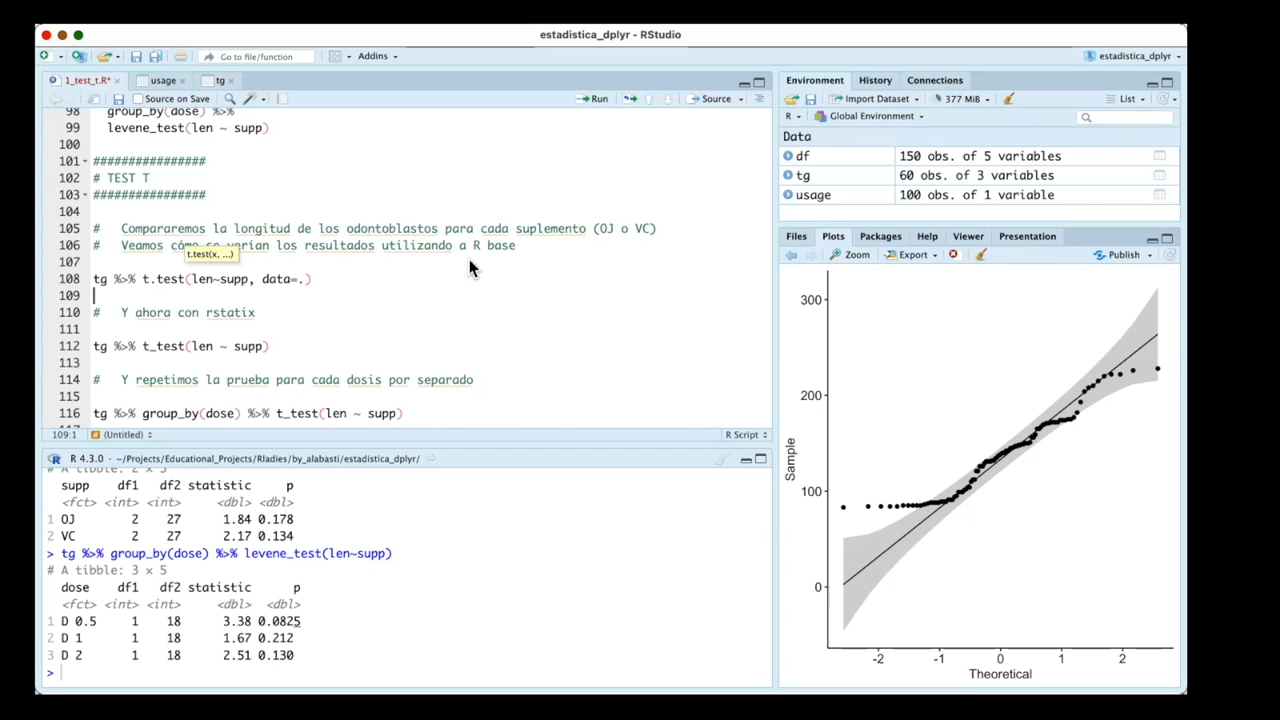 estadistica_dplyr - RStudio
Go to file/function
Addins
estadistica_dplyr
1_test_t.R*
usage
tg
Source on Save
Run
Source
98 group_by(dose) %>%
99 levene_test(len ~ supp)
100
101 ################
102 # TEST T
103 ################
104
105 # Compararemos la longitud de los odontoblastos para cada suplemento (OJ o VC)
106 # Veamos cómo se verían los resultados utilizando a R base
t.test(x, ...)
107
108 tg %>% t.test(len~supp, data=.)
109
110 # Y ahora con rstatix
111
112 tg %>% t_test(len ~ supp)
113
114 # Y repetimos la prueba para cada dosis por separado
115
116 tg %>% group_by(dose) %>% t_test(len ~ supp)
109:1 (Untitled) R Script
R 4.3.0 · ~/Projects/Educational_Projects/Rladies/by_alabasti/estadistica_dplyr/
# A tibble: 2 × 5
supp df1 df2 statistic p
<fct> <int> <int> <dbl> <dbl>
1 OJ 2 27 1.84 0.178
2 VC 2 27 2.17 0.134
> tg %>% group_by(dose) %>% levene_test(len~supp)
# A tibble: 3 × 5
dose df1 df2 statistic p
<fct> <int> <int> <dbl> <dbl>
1 D 0.5 1 18 3.38 0.0825
2 D 1 1 18 1.67 0.212
3 D 2 1 18 2.51 0.130
>
Environment History Connections
Import Dataset 377 MiB List
R Global Environment
Data
df 150 obs. of 5 variables
tg 60 obs. of 3 variables
usage 100 obs. of 1 variable
Files Plots Packages Help Viewer Presentation
Zoom Export Publish
300
200
100
0
Sample
-2 -1 0 1 2
Theoretical